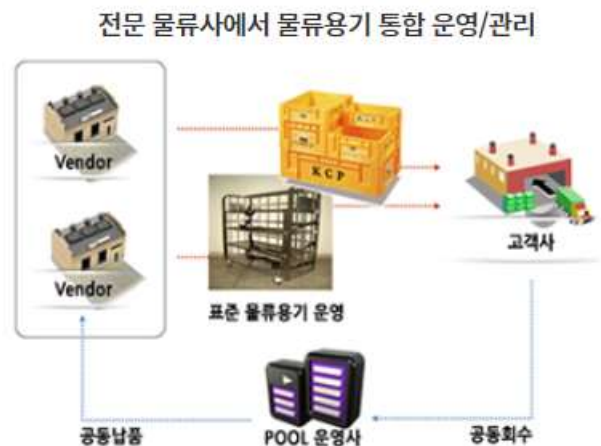 전문 물류사에서 물류용기 통합 운영/관리
Vendor
KCP
Vendor
고객사
표준 물류용기 운영
공동납품
POOL 운영사
공동회수